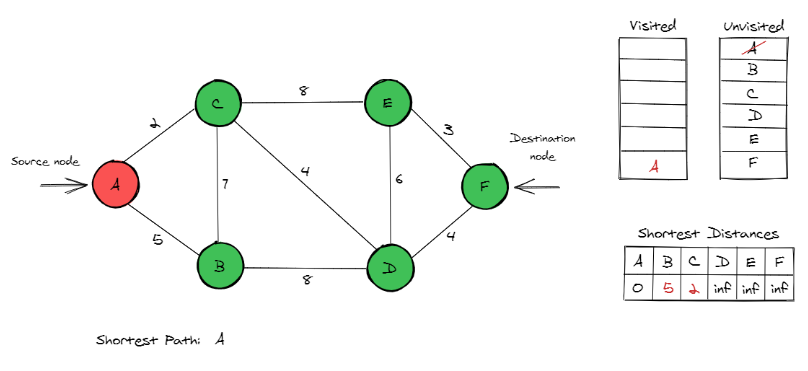 Visited
Unvisited
A
B
C
D
E
F
A
C
8
E
2
3
Source node
Destination
node
A
7
4
6
F
5
4
B
8
D
Shortest Distances
A B C D E F
0 5 2 inf inf inf
Shortest Path: A